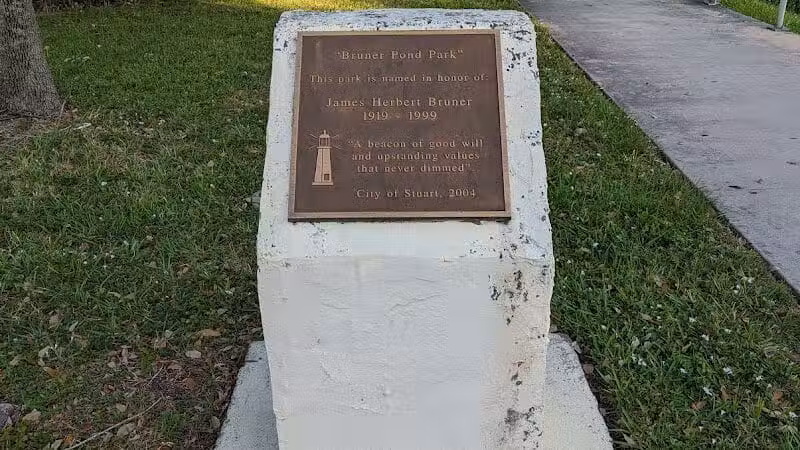 "Bruner Pond Park"
This park is named in honor of:
James Herbert Bruner
1919 - 1999
"A beacon of good will
and upstanding values
that never dimmed"
City of Stuart, 2004